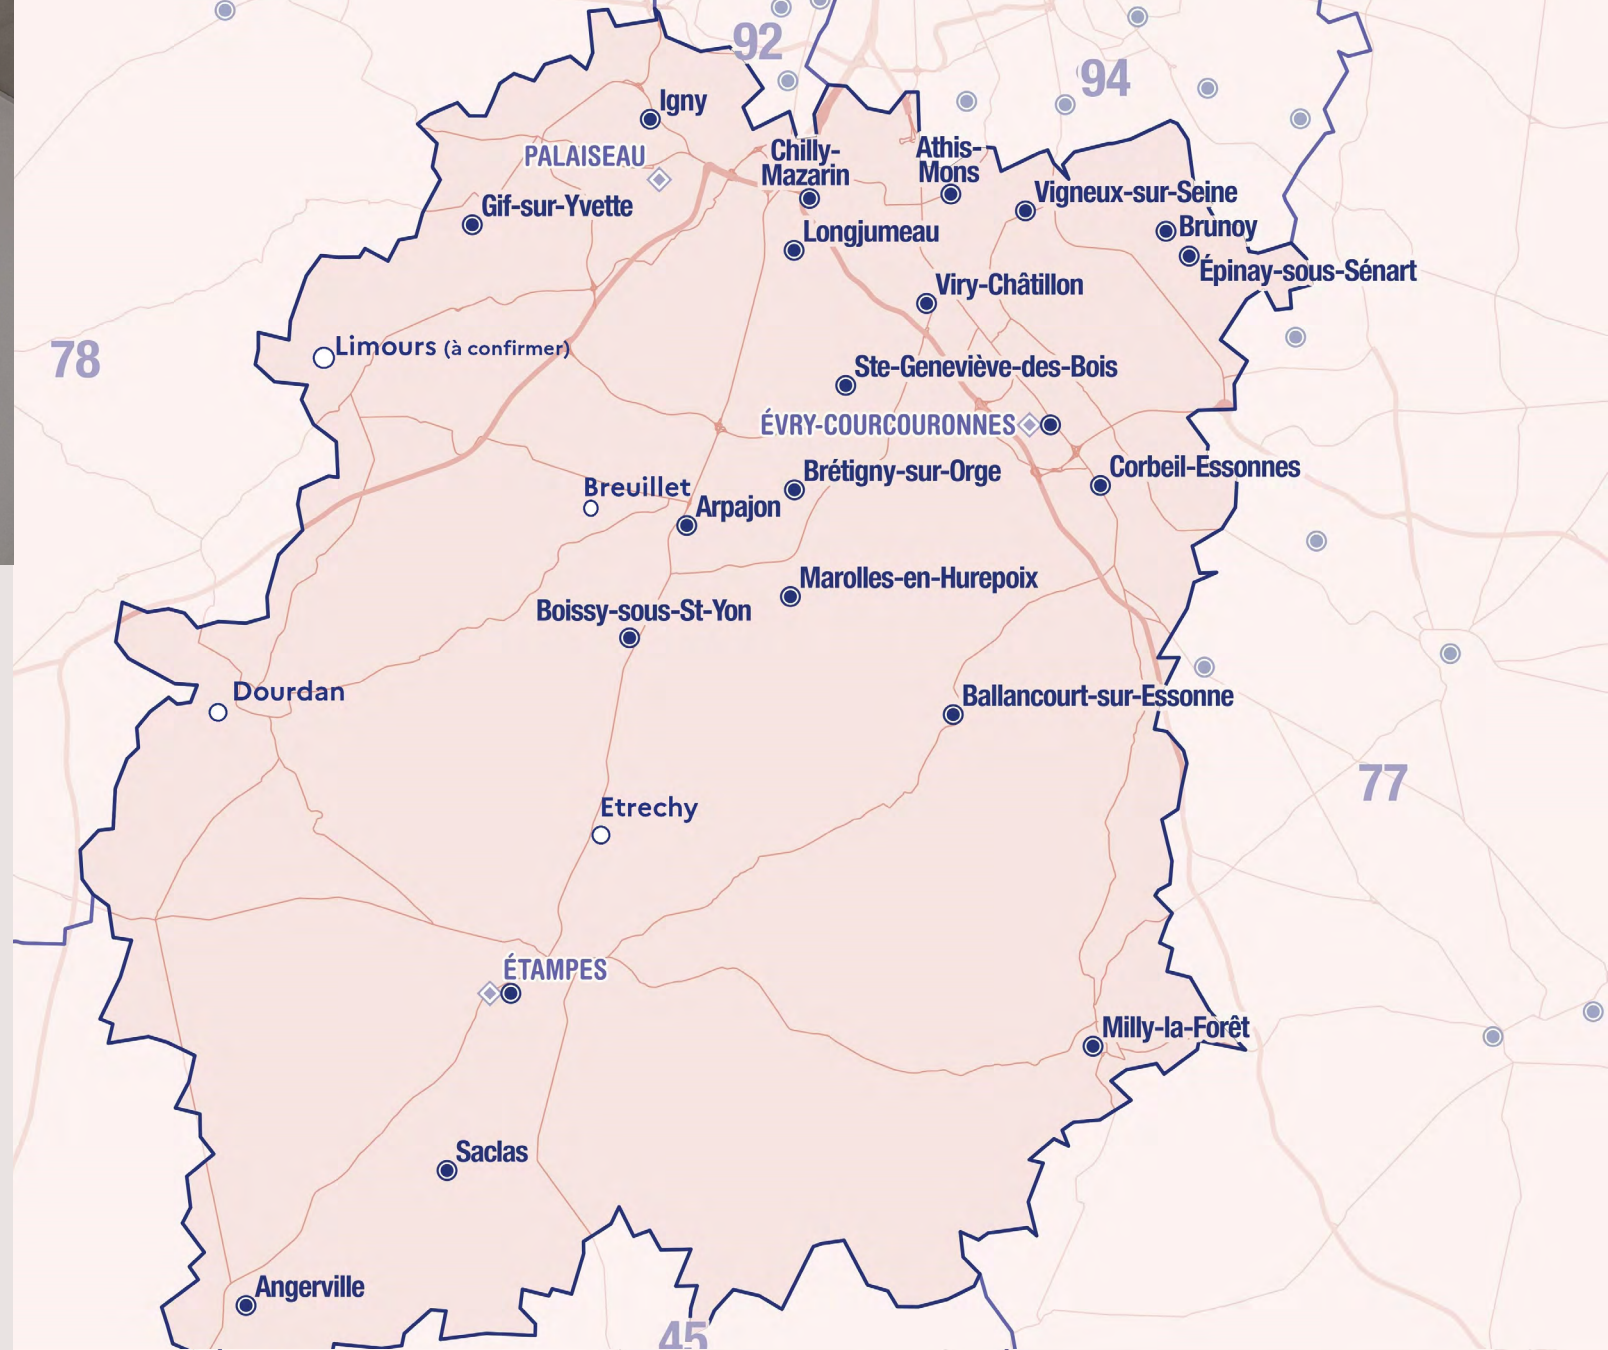 92
94
Igny
PALAISEAU
Chilly-
Mazarin
Athis-
Mons
Vigneux-sur-Seine
Gif-sur-Yvette
Brunoy
Longjumeau
Épinay-sous-Sénart
Viry-Châtillon
78
Limours (à confirmer)
Ste-Geneviève-des-Bois
ÉVRY-COURCOURONNES
Corbeil-Essonnes
Brétigny-sur-Orge
Breuillet
Arpajon
Marolles-en-Hurepoix
Boissy-sous-St-Yon
Dourdan
Ballancourt-sur-Essonne
77
Etrechy
ÉTAMPES
Milly-la-Forêt
Saclas
Angerville
45